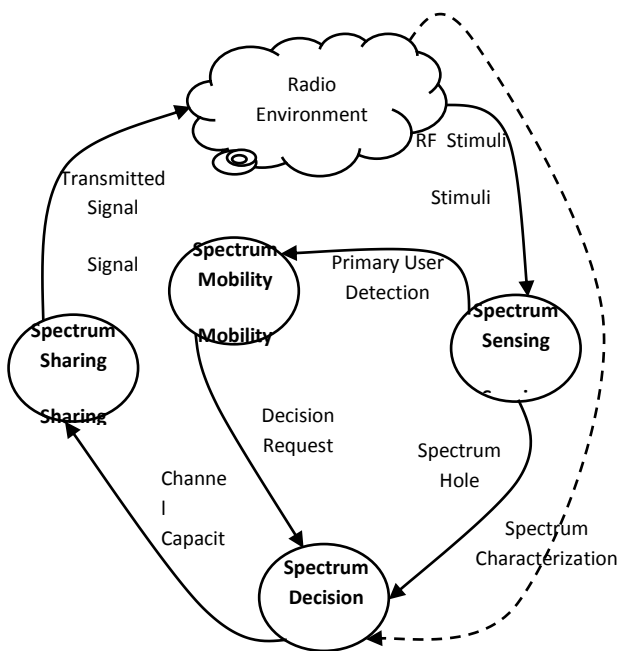 Radio
Environment
RF Stimuli
Stimuli
Transmitted
Signal
Signal
Spectrum
Mobility
Mobility
Primary User
Detection
Spectrum
Sensing
Spectrum
Sharing
Sharing
Decision
Request
Spectrum
Hole
Channe
l
Capacit
Spectrum
Characterization
Spectrum
Decision